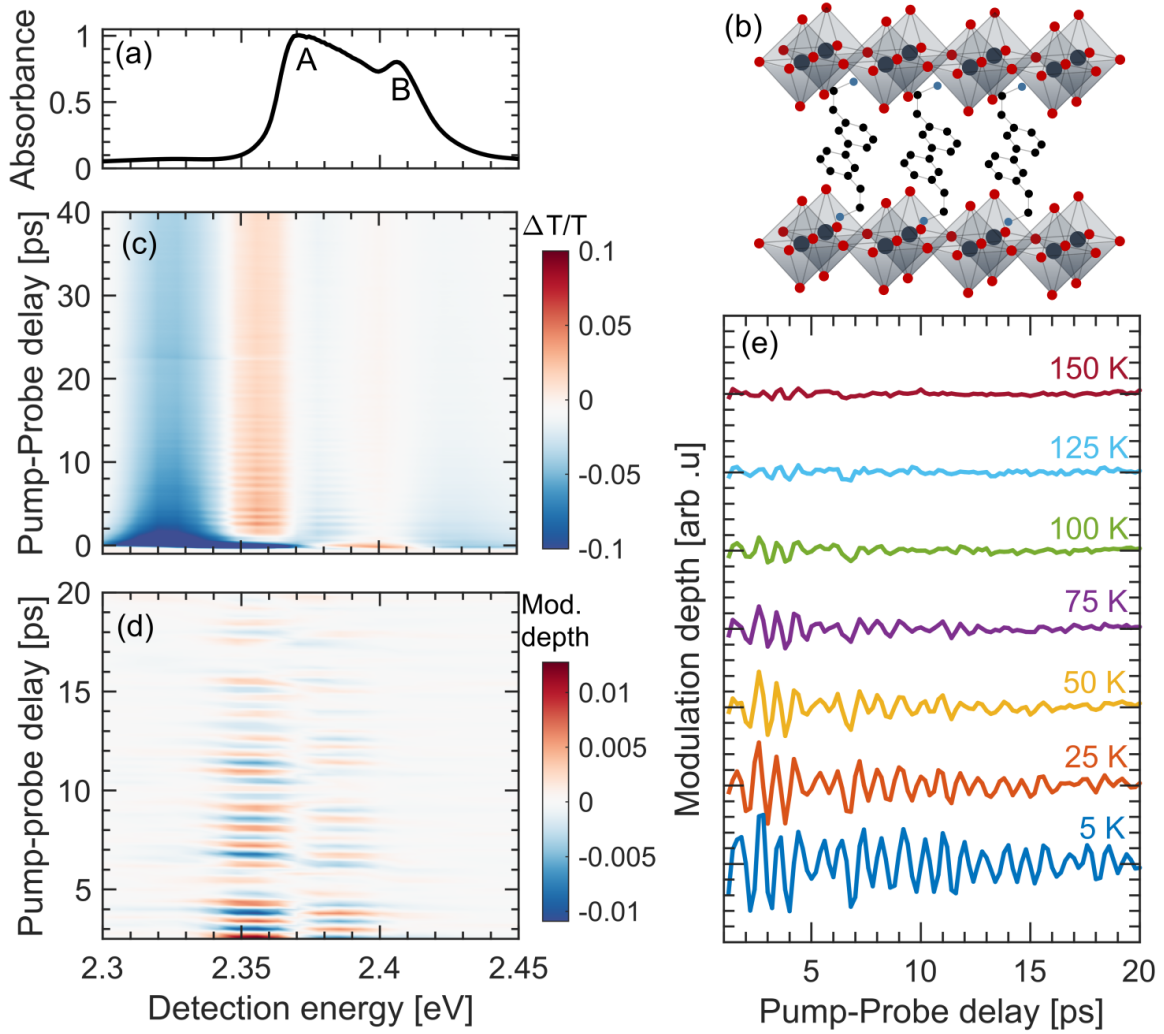 (a)
Absorbance
1
0.5
0
A
B
(b)
(c)
Pump-Probe delay [ps]
40
30
20
10
0
ΔT/T
0.1
0.05
0
-0.05
-0.1
(d)
Pump-probe delay [ps]
20
15
10
5
2.3
2.35
2.4
2.45
Detection energy [eV]
Mod.
depth
0.01
0.005
0
-0.005
-0.01
(e)
Modulation depth [arb .u]
150 K
125 K
100 K
75 K
50 K
25 K
5 K
5
10
15
20
Pump-Probe delay [ps]